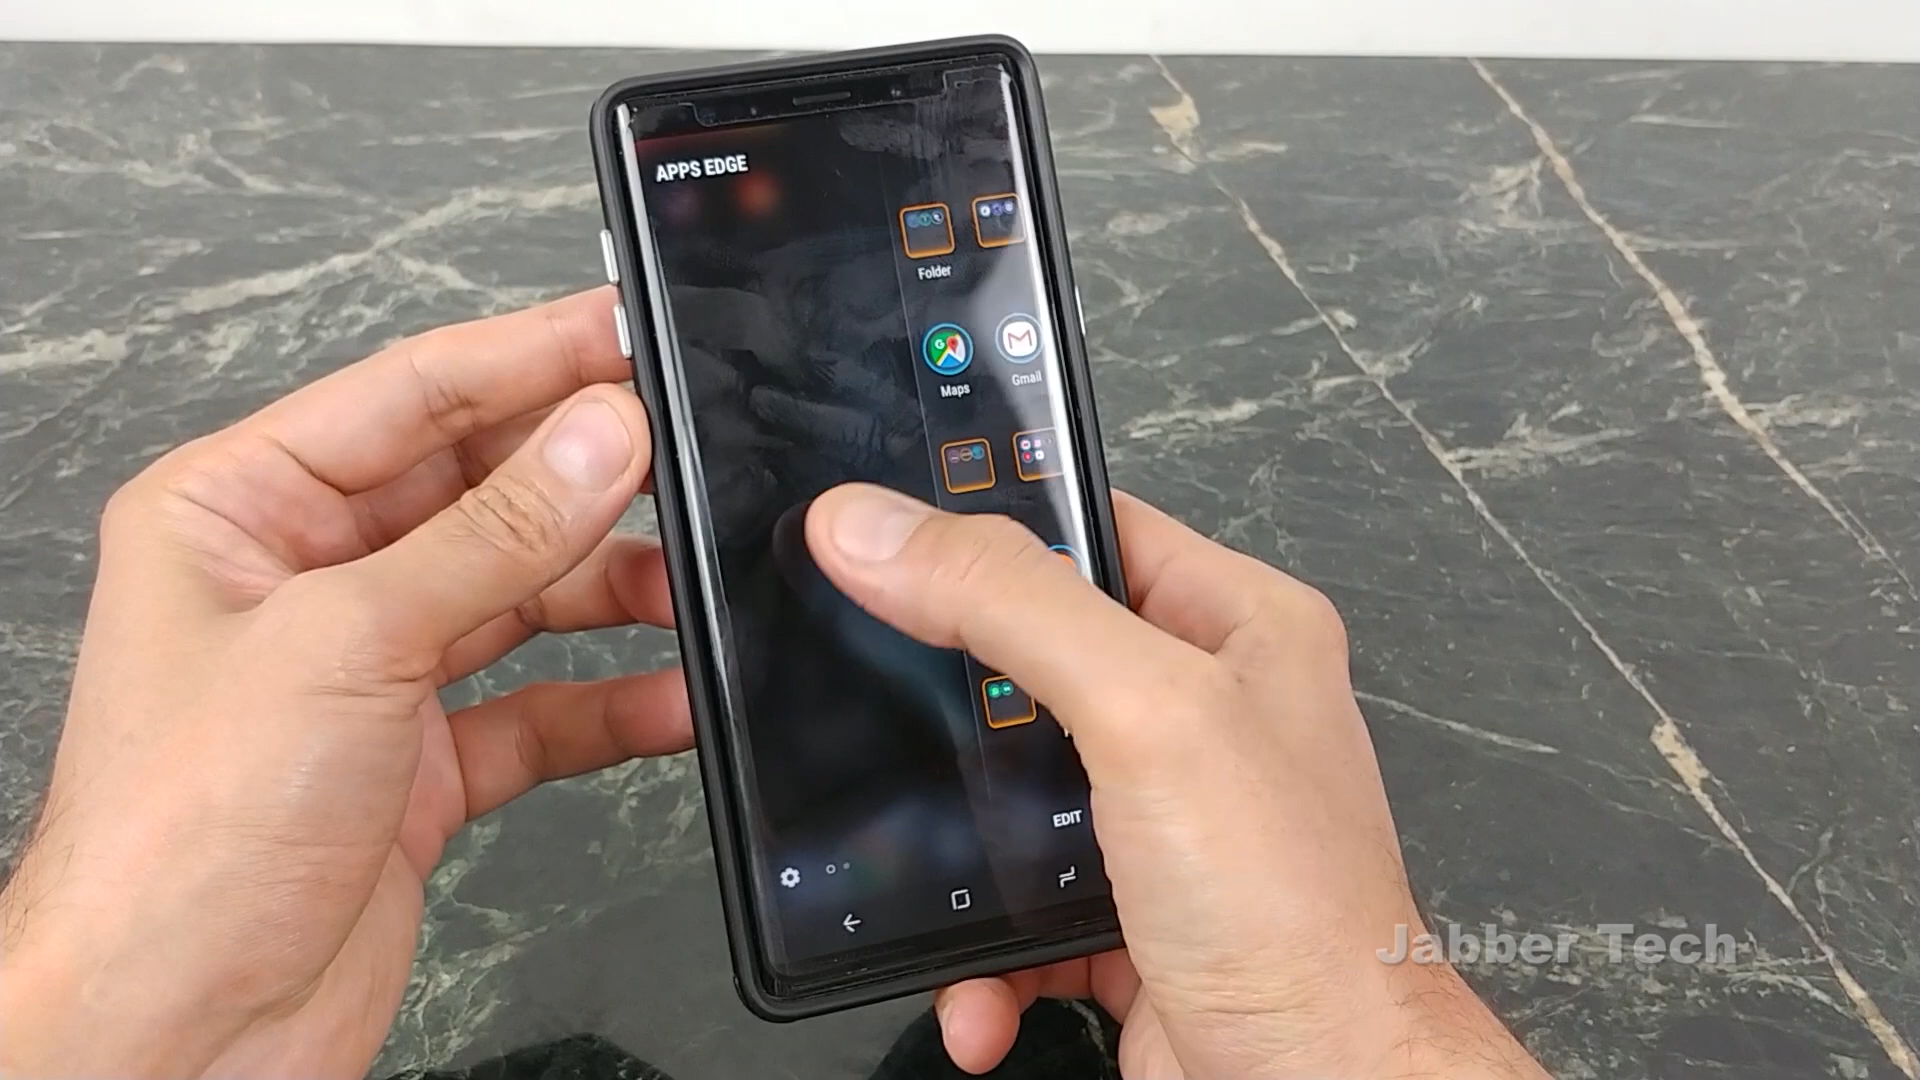 APPS EDGE
Folder
Maps
Gmail
EDIT
Jabber Tech